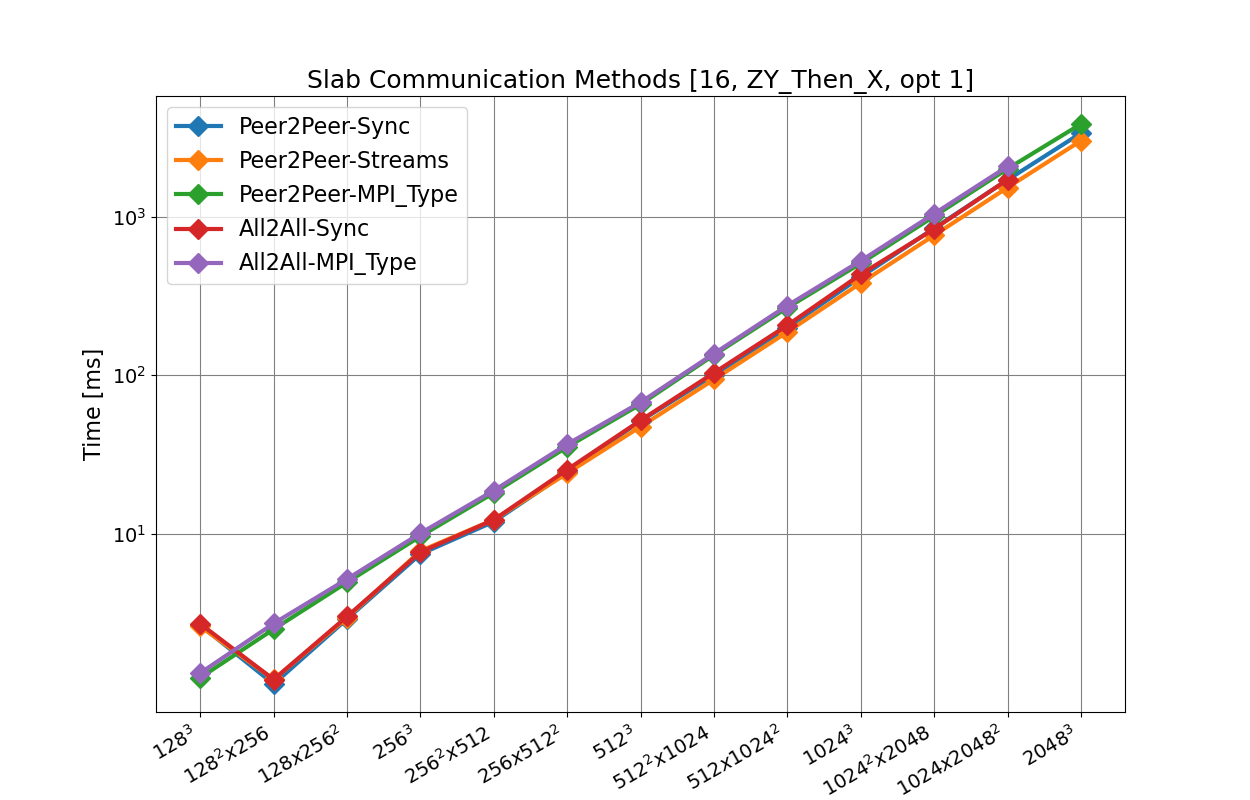 Slab Communication Methods [16, ZY_Then_X, opt 1]
Peer2Peer-Sync
Peer2Peer-Streams
Peer2Peer-MPI_Type
All2All-Sync
All2All-MPI_Type
Time [ms]
10³
10²
10¹
128³
128²x256
128x256²
256³
256²x512
256x512²
512³
512²x1024
512x1024²
1024³
1024²x2048
1024x2048²
2048³